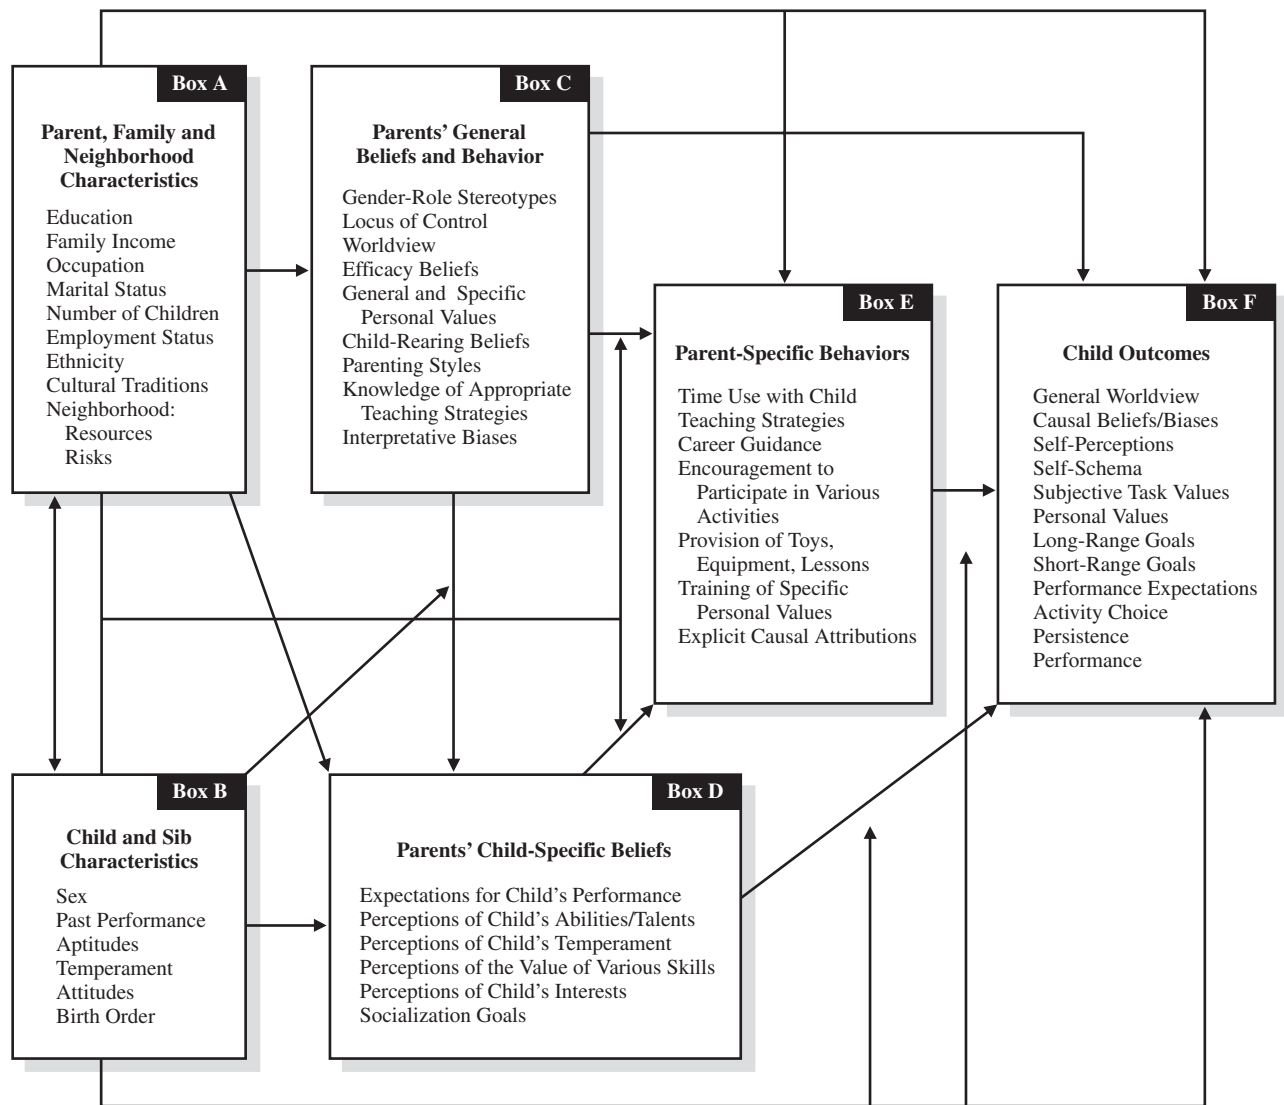 Box A
Parent, Family and
Neighborhood
Characteristics
Education
Family Income
Occupation
Marital Status
Number of Children
Employment Status
Ethnicity
Cultural Traditions
Neighborhood:
Resources
Risks
Box C
Parents’ General
Beliefs and Behavior
Gender-Role Stereotypes
Locus of Control
Worldview
Efficacy Beliefs
General and Specific
Personal Values
Child-Rearing Beliefs
Parenting Styles
Knowledge of Appropriate
Teaching Strategies
Interpretative Biases
Box E
Parent-Specific Behaviors
Time Use with Child
Teaching Strategies
Career Guidance
Encouragement to
Participate in Various
Activities
Provision of Toys,
Equipment, Lessons
Training of Specific
Personal Values
Explicit Causal Attributions
Box F
Child Outcomes
General Worldview
Causal Beliefs/Biases
Self-Perceptions
Self-Schema
Subjective Task Values
Personal Values
Long-Range Goals
Short-Range Goals
Performance Expectations
Activity Choice
Persistence
Performance
Box B
Child and Sib
Characteristics
Sex
Past Performance
Aptitudes
Temperament
Attitudes
Birth Order
Box D
Parents’ Child-Specific Beliefs
Expectations for Child’s Performance
Perceptions of Child’s Abilities/Talents
Perceptions of Child’s Temperament
Perceptions of the Value of Various Skills
Perceptions of Child’s Interests
Socialization Goals